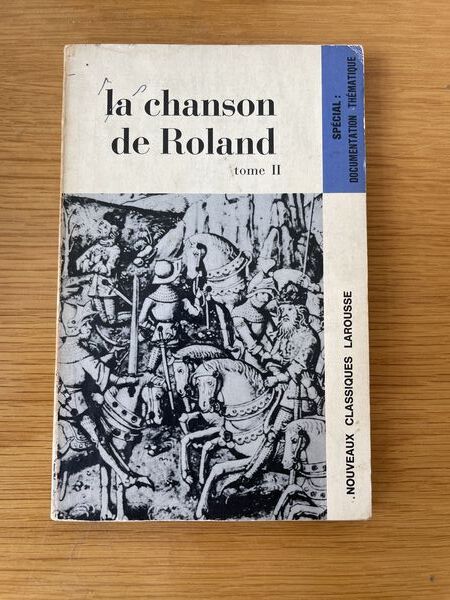 la chanson
de Roland
tome II
SPÉCIAL :
DOCUMENTATION THÉMATIQUE
NOUVEAUX CLASSIQUES LAROUSSE